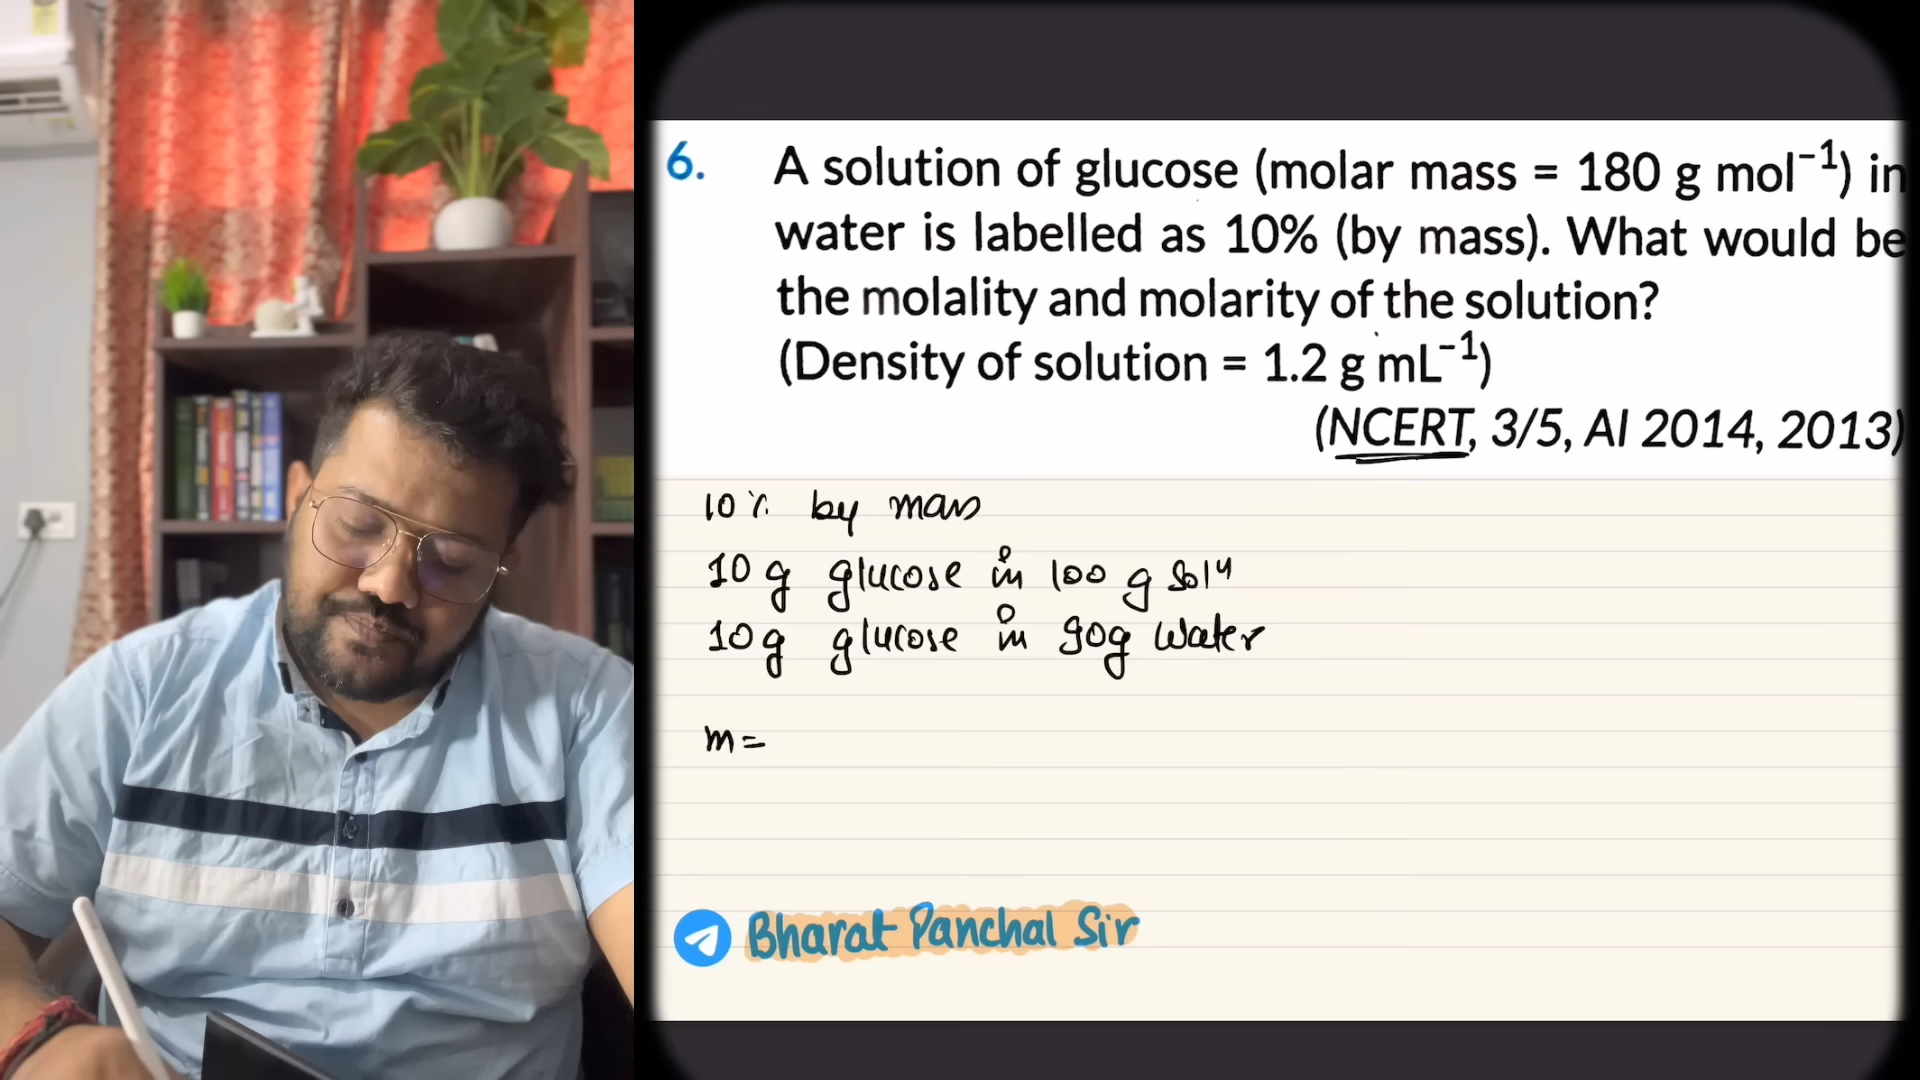 6. A solution of glucose (molar mass = 180 g mol⁻¹) in
water is labelled as 10% (by mass). What would be
the molality and molarity of the solution?
(Density of solution = 1.2 g mL⁻¹)
(NCERT, 3/5, AI 2014, 2013)
10% by mass
10 g glucose in 100 g solⁿ
10g glucose in 90g water
m=
Bharat Panchal Sir